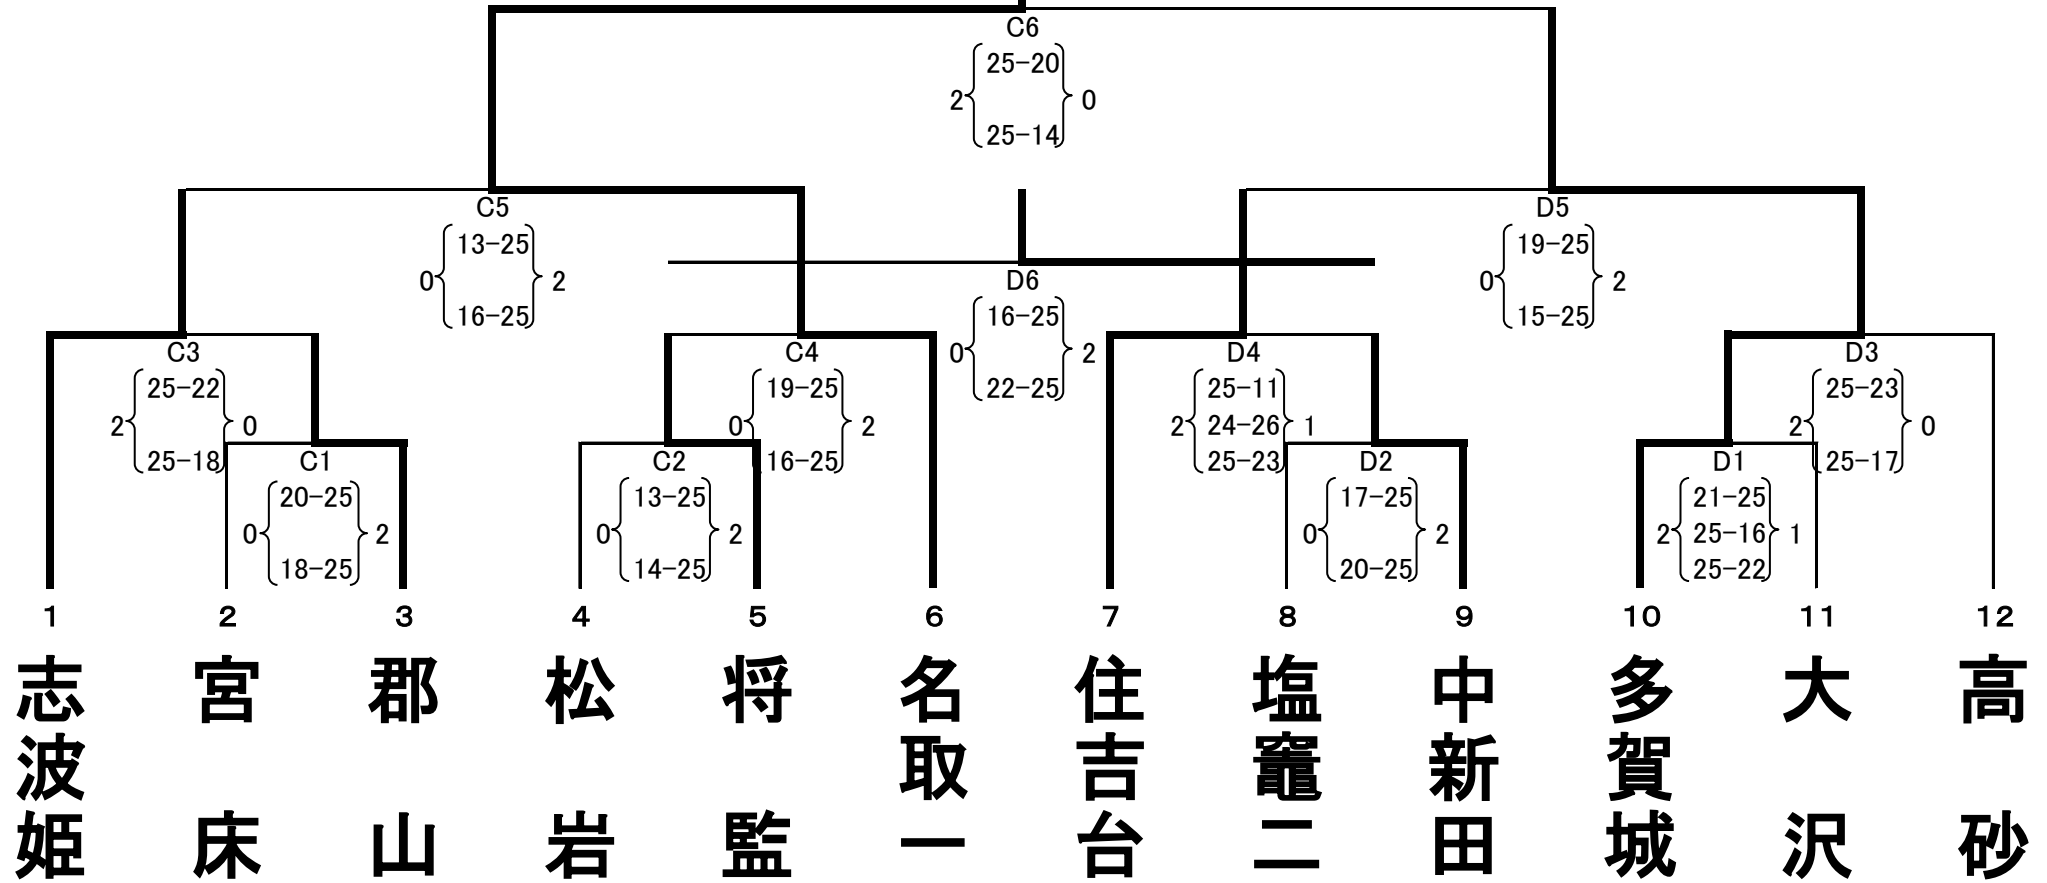 C6
25-20
2 0
25-14
C5
13-25
0 2
16-25
D5
19-25
0 2
15-25
D6
16-25
0 2
22-25
C3
25-22
2 0
25-18
C4
19-25
0 2
16-25
D4
25-11
2 24-26 1
25-23
D3
25-23
2 0
25-17
C1
20-25
0 2
18-25
C2
13-25
0 2
14-25
D2
17-25
0 2
20-25
D1
21-25
2 25-16 1
25-22
1 2 3 4 5 6 7 8 9 10 11 12
志波姫
宮床
郡山
松岩
将監
名取一
住吉台
塩竈二
中新田
多賀城
大沢
高砂